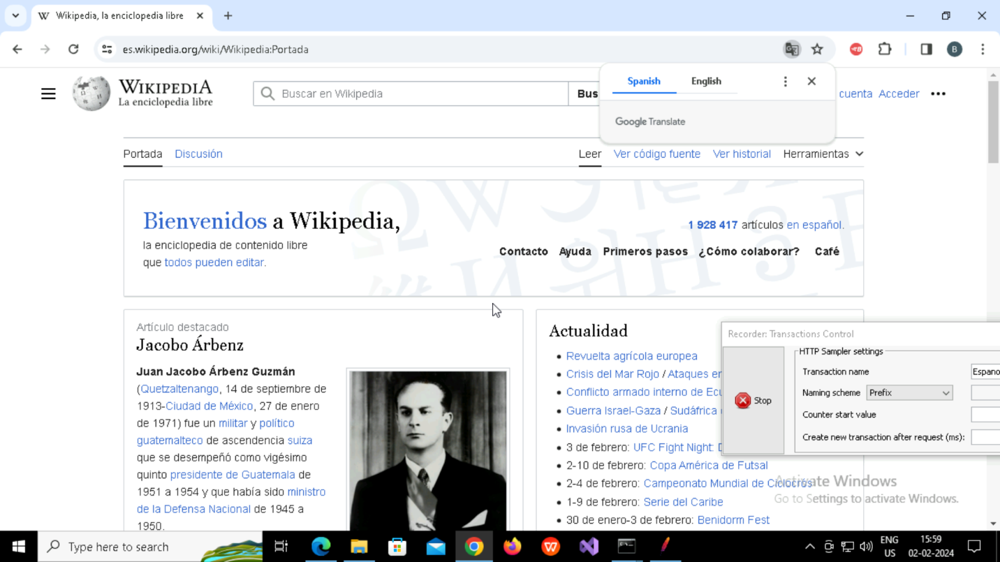 Wikipedia, la enciclopedia libre
es.wikipedia.org/wiki/Wikipedia:Portada
B
Spanish English
Google Translate
WIKIPEDIA
La enciclopedia libre
Buscar en Wikipedia
Bus
cuenta Acceder
Portada Discusión
Leer Ver código fuente Ver historial Herramientas
Bienvenidos a Wikipedia,
la enciclopedia de contenido libre
que todos pueden editar.
1 928 417 artículos en español.
Contacto Ayuda Primeros pasos ¿Cómo colaborar? Café
Artículo destacado
Jacobo Árbenz
Juan Jacobo Árbenz Guzmán
(Quetzaltenango, 14 de septiembre de
1913-Ciudad de México, 27 de enero
de 1971) fue un militar y político
guatemalteco de ascendencia suiza
que se desempeñó como vigésimo
quinto presidente de Guatemala de
1951 a 1954 y que había sido ministro
de la Defensa Nacional de 1945 a
1950.
Actualidad
Revuelta agrícola europea
Crisis del Mar Rojo / Ataques en
Conflicto armado interno de Ecu
Guerra Israel-Gaza / Sudáfrica
Invasión rusa de Ucrania
3 de febrero: UFC Fight Night:
2-10 de febrero: Copa América de Futsal
2-4 de febrero: Campeonato Mundial de Ciclocrós
1-9 de febrero: Serie del Caribe
30 de enero-3 de febrero: Benidorm Fest
Recorder: Transactions Control
Stop
HTTP Sampler settings
Transaction name Espano
Naming scheme Prefix
Counter start value
Create new transaction after request (ms):
Activate Windows
Go to Settings to activate Windows.
Type here to search
ENG
US
15:59
02-02-2024